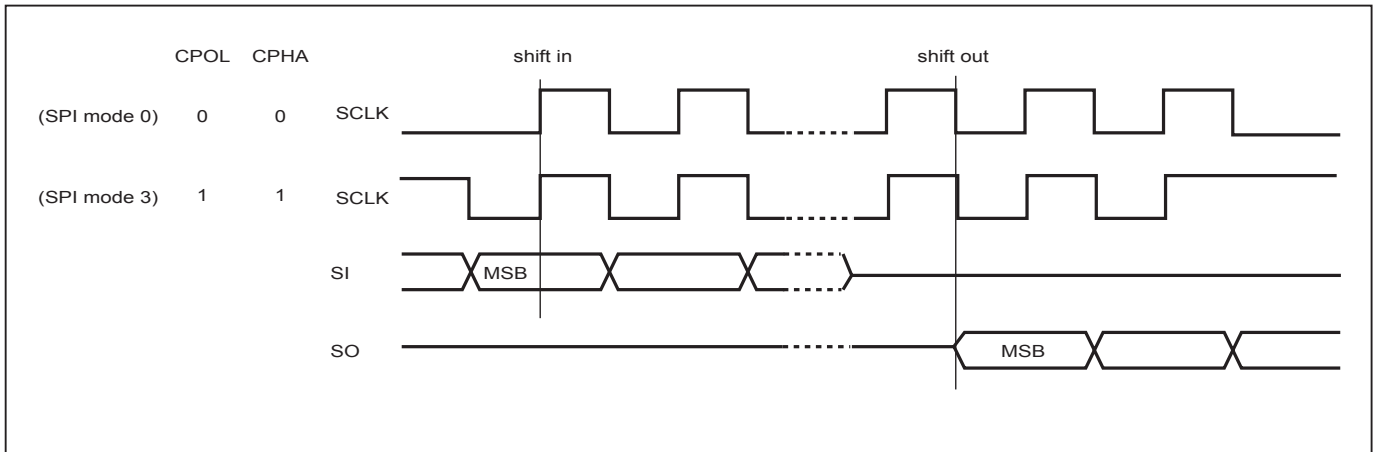 CPOL CPHA shift in shift out
(SPI mode 0) 0 0 SCLK
(SPI mode 3) 1 1 SCLK
SI MSB
SO MSB